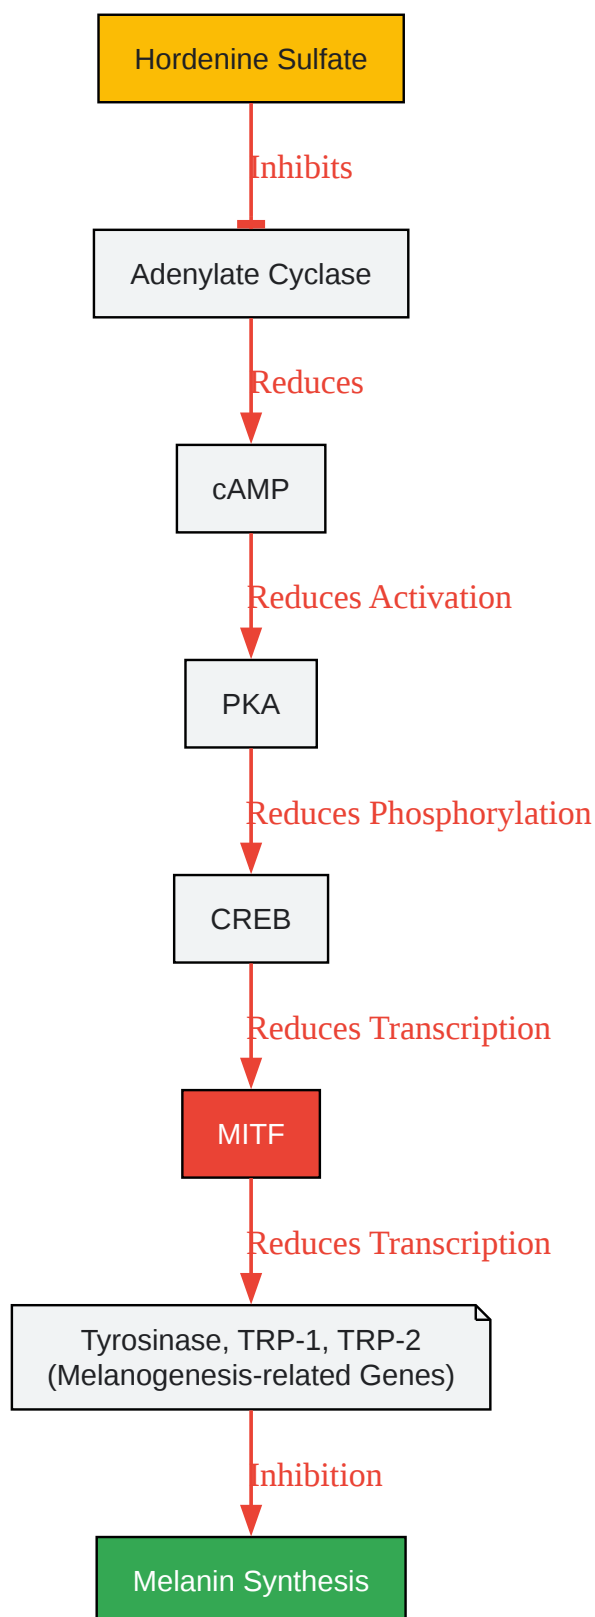 Hordenine Sulfate
Inhibits
Adenylate Cyclase
Reduces
cAMP
Reduces Activation
PKA
Reduces Phosphorylation
CREB
Reduces Transcription
MITF
Reduces Transcription
Tyrosinase, TRP-1, TRP-2
(Melanogenesis-related Genes)
Inhibition
Melanin Synthesis